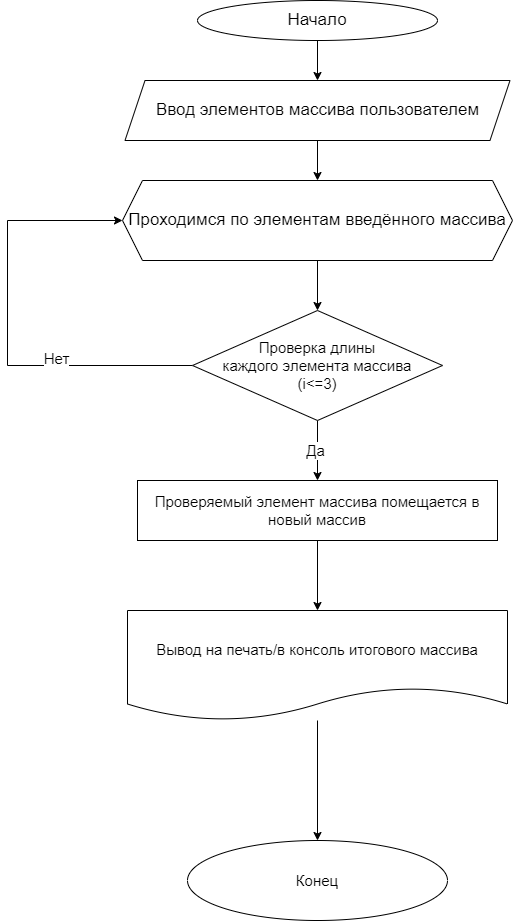 Начало
Ввод элементов массива пользователем
Проходимся по элементам введённого массива
Проверка длины
каждого элемента массива
(i<=3)
Нет
Да
Проверяемый элемент массива помещается в
новый массив
Вывод на печать/в консоль итогового массива
Конец